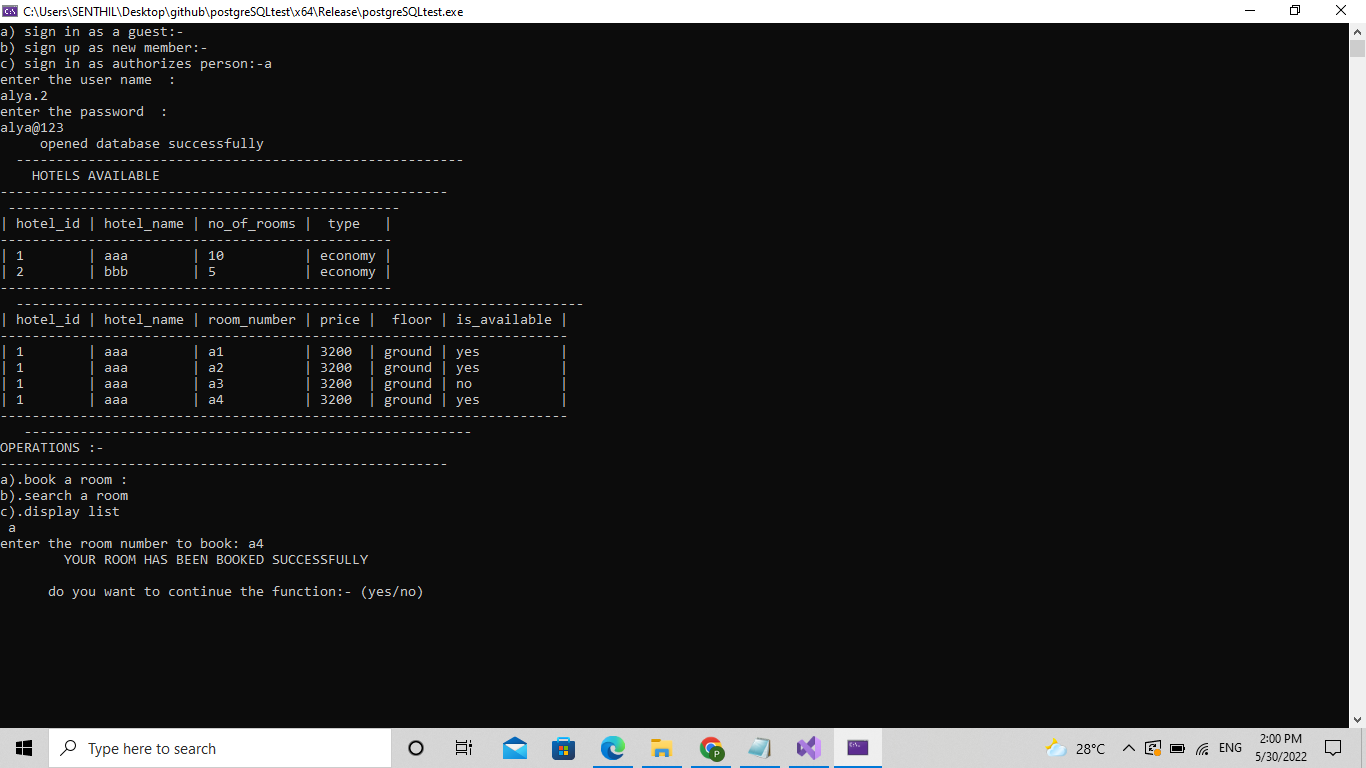 C:\Users\SENTHIL\Desktop\github\postgreSQLtest\x64\Release\postgreSQLtest.exe
a) sign in as a guest:-
b) sign up as new member:-
c) sign in as authorizes person:-a
enter the user name  :
alya.2
enter the password  :
alya@123
     opened database successfully
  --------------------------------------------------------
    HOTELS AVAILABLE
--------------------------------------------------------
 -------------------------------------------------
| hotel_id | hotel_name | no_of_rooms |  type   |
-------------------------------------------------
| 1        | aaa        | 10          | economy |
| 2        | bbb        | 5           | economy |
-------------------------------------------------
  -----------------------------------------------------------------------
| hotel_id | hotel_name | room_number | price |  floor | is_available |
-----------------------------------------------------------------------
| 1        | aaa        | a1          | 3200  | ground | yes          |
| 1        | aaa        | a2          | 3200  | ground | yes          |
| 1        | aaa        | a3          | 3200  | ground | no           |
| 1        | aaa        | a4          | 3200  | ground | yes          |
-----------------------------------------------------------------------
   --------------------------------------------------------
OPERATIONS :-
--------------------------------------------------------
a).book a room :
b).search a room
c).display list
 a
enter the room number to book: a4
        YOUR ROOM HAS BEEN BOOKED SUCCESSFULLY
      do you want to continue the function:- (yes/no)
Type here to search
28°C
ENG
2:00 PM
5/30/2022